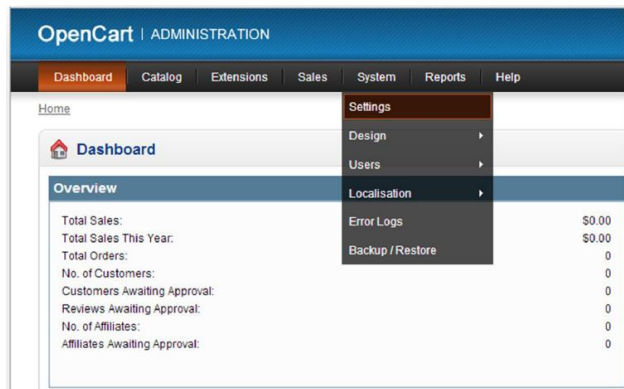 OpenCart | ADMINISTRATION
Dashboard Catalog Extensions Sales System Reports Help
Home
Settings
Design
Users
Localisation
Error Logs
Backup / Restore
Dashboard
Overview
Total Sales: $0.00
Total Sales This Year: $0.00
Total Orders: 0
No. of Customers: 0
Customers Awaiting Approval: 0
Reviews Awaiting Approval: 0
No. of Affiliates: 0
Affiliates Awaiting Approval: 0